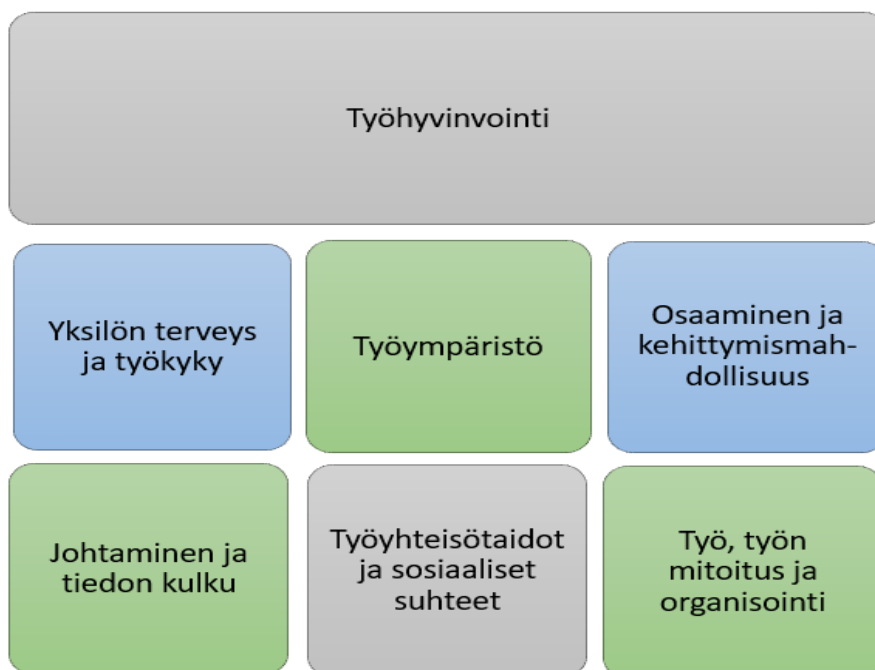 Työhyvinvointi
Yksilön terveys
ja työkyky
Työympäristö
Osaaminen ja
kehittymismah-
dollisuus
Johtaminen ja
tiedon kulku
Työyhteisötaidot
ja sosiaaliset
suhteet
Työ, työn
mitoitus ja
organisointi